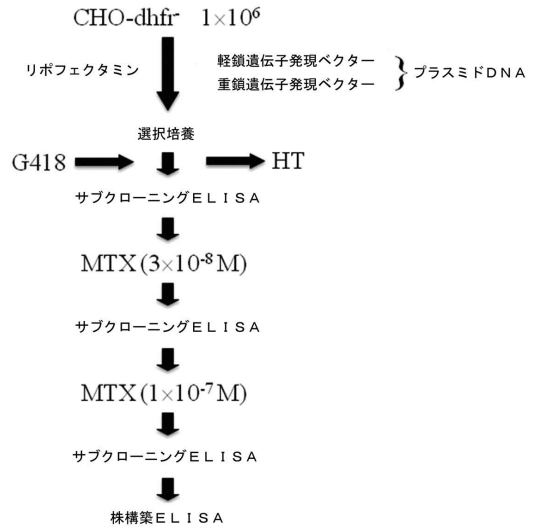 CHO-dhfr⁻ 1×10⁶
リポフェクタミン
軽鎖遺伝子発現ベクター
重鎖遺伝子発現ベクター
プラスミドＤＮＡ
選択培養
G418
HT
サブクローニングＥＬＩＳＡ
MTX(3×10⁻⁸M)
サブクローニングＥＬＩＳＡ
MTX(1×10⁻⁷M)
サブクローニングＥＬＩＳＡ
株構築ＥＬＩＳＡ